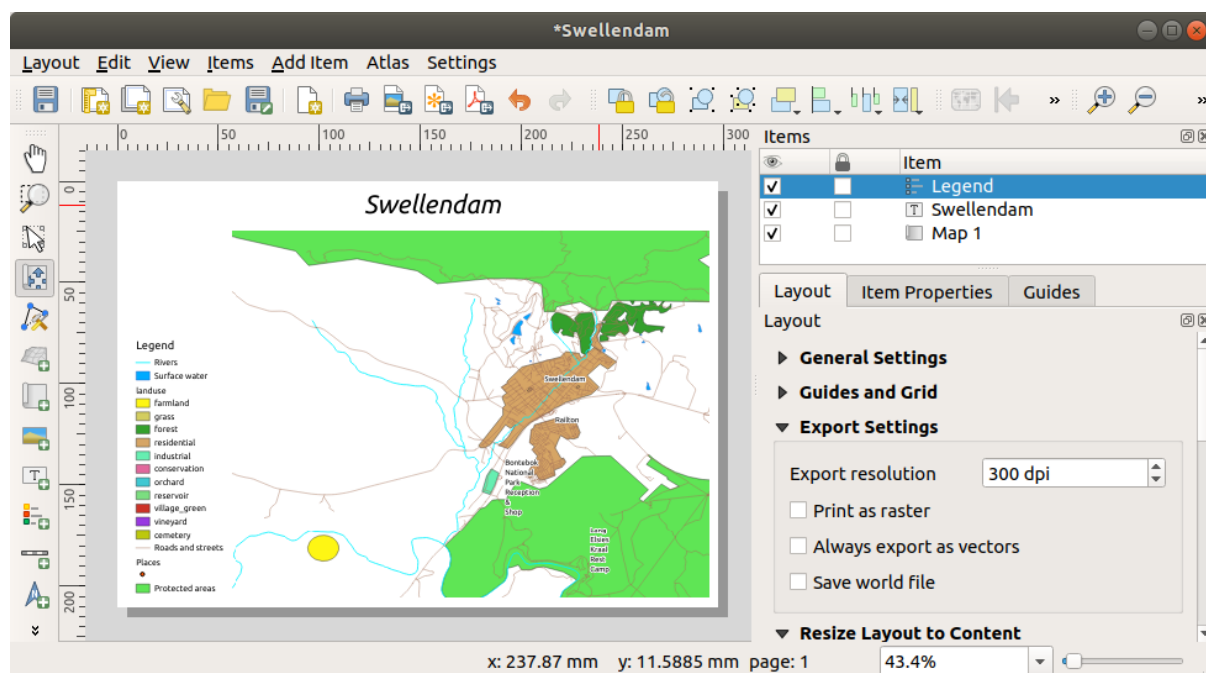 *Swellendam
Layout Edit View Items Add Item Atlas Settings
»
»
0 50 100 150 200 250 300
0
50
100
150
200
Swellendam
Legend
Rivers
Surface water
landuse
farmland
grass
forest
residential
industrial
conservation
orchard
reservoir
village_green
vineyard
cemetery
Roads and streets
Places
Protected areas
Swellendam
Railton
Bontebok
National
Park
Reception
&
Shop
Lang
Elsies
Kraal
Rest
Camp
Items
Item
Legend
T Swellendam
Map 1
Layout Item Properties Guides
Layout
General Settings
Guides and Grid
Export Settings
Export resolution 300 dpi
Print as raster
Always export as vectors
Save world file
Resize Layout to Content
x: 237.87 mm y: 11.5885 mm page: 1 43.4%